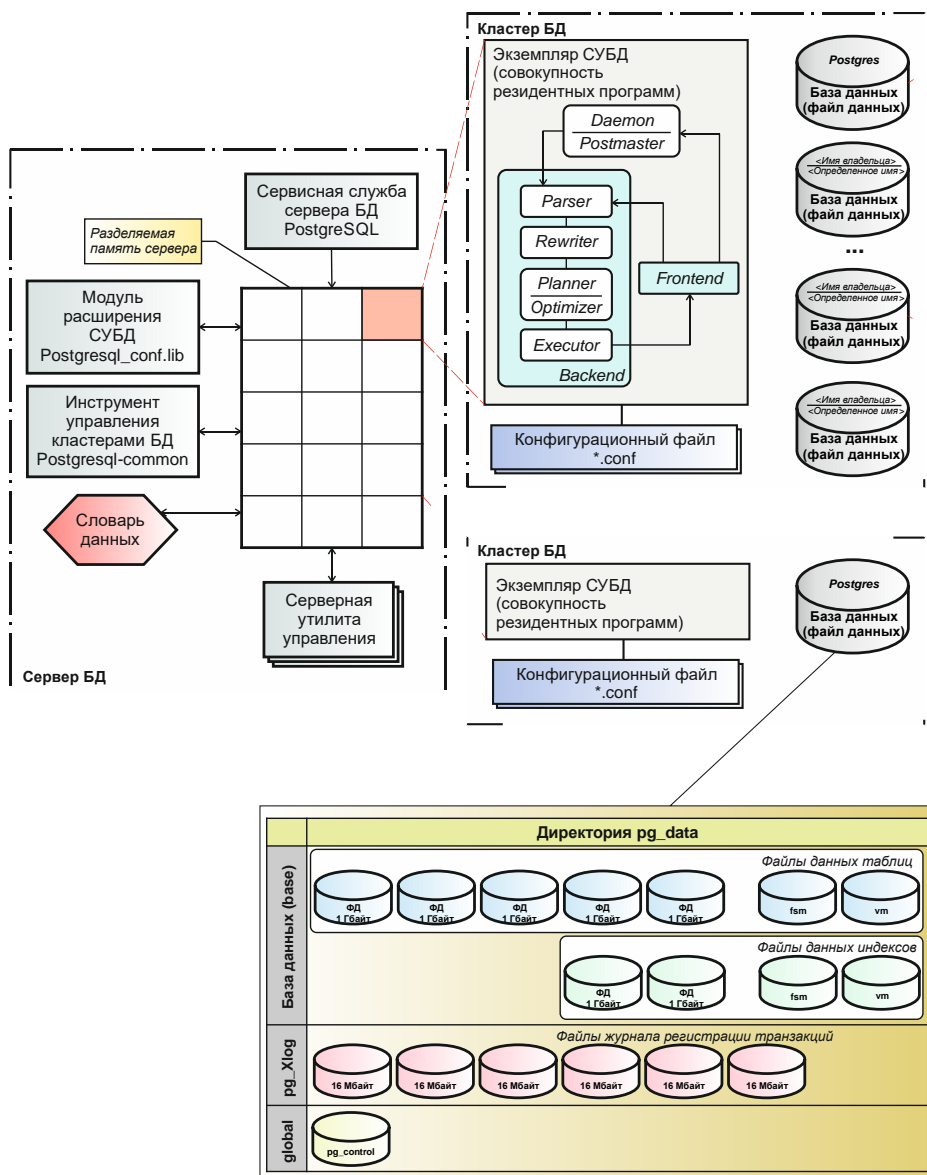 Кластер БД
Экземпляр СУБД
(совокупность
резидентных программ)
Daemon
Postmaster
Parser
Rewriter
Planner
Optimizer
Executor
Backend
Frontend
Конфигурационный файл
*.conf
Postgres
База данных
(файл данных)
<Имя владельца>
<Определенное имя>
База данных
(файл данных)
...
<Имя владельца>
<Определенное имя>
База данных
(файл данных)
<Имя владельца>
<Определенное имя>
База данных
(файл данных)
Сервисная служба
сервера БД
PostgreSQL
Разделяемая
память сервера
Модуль
расширения
СУБД
Postgresql_conf.lib
Инструмент
управления
кластерами БД
Postgresql-common
Словарь
данных
Серверная
утилита
управления
Сервер БД
Кластер БД
Экземпляр СУБД
(совокупность
резидентных программ)
Конфигурационный файл
*.conf
Postgres
База данных
(файл данных)
Директория pg_data
База данных (base)
Файлы данных таблиц
ФД
1 Гбайт
ФД
1 Гбайт
ФД
1 Гбайт
ФД
1 Гбайт
ФД
1 Гбайт
fsm
vm
Файлы данных индексов
ФД
1 Гбайт
ФД
1 Гбайт
fsm
vm
pg_Xlog
Файлы журнала регистрации транзакций
16 Мбайт
16 Мбайт
16 Мбайт
16 Мбайт
16 Мбайт
16 Мбайт
global
pg_control